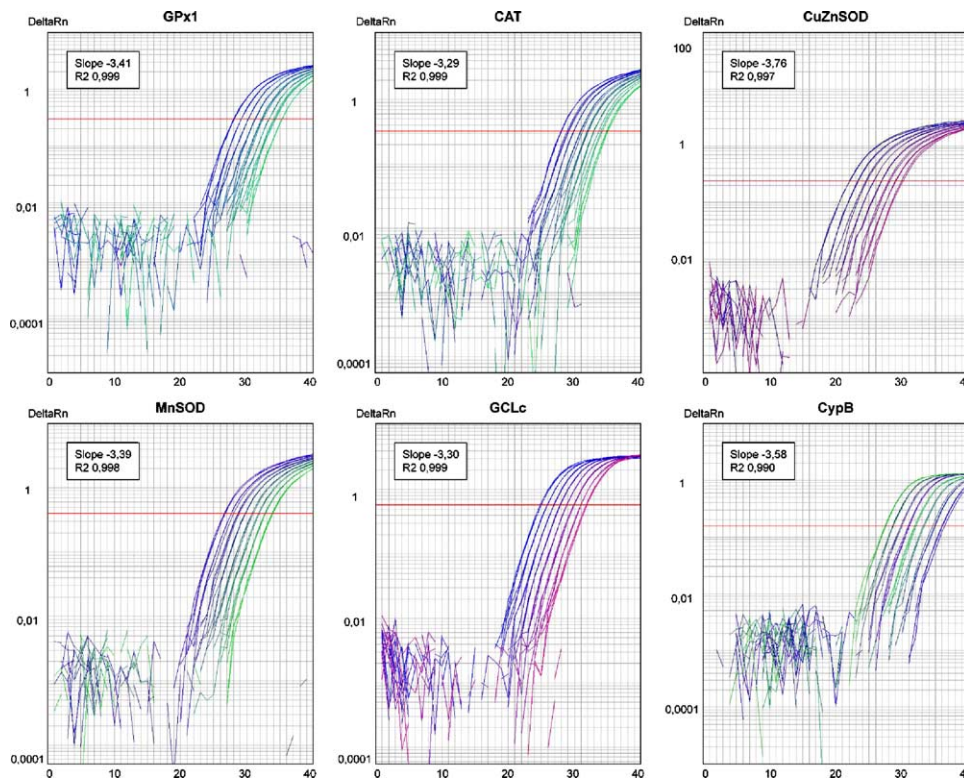 GPx1
DeltaRn
Slope -3,41
R2 0,999
1
0,01
0,0001
0 10 20 30 40
CAT
DeltaRn
Slope -3,29
R2 0,999
1
0,01
0,0001
0 10 20 30 40
CuZnSOD
DeltaRn
100
Slope -3,76
R2 0,997
1
0,01
0 10 20 30 40
MnSOD
DeltaRn
Slope -3,39
R2 0,998
1
0,01
0,0001
0 10 20 30 40
GCLc
DeltaRn
Slope -3,30
R2 0,999
1
0,01
0,0001
0 10 20 30 40
CypB
DeltaRn
Slope -3,58
R2 0,990
1
0,01
0,0001
0 10 20 30 40